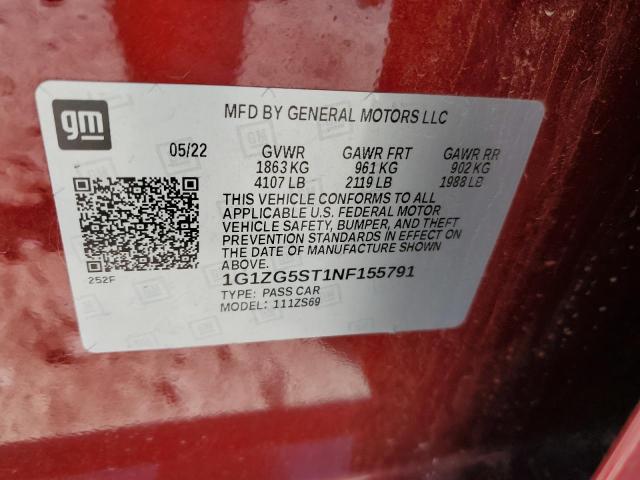 gm
MFD BY GENERAL MOTORS LLC
05/22 GVWR GAWR FRT GAWR RR
1863 KG 961 KG 902 KG
4107 LB 2119 LB 1988 LB
THIS VEHICLE CONFORMS TO ALL
APPLICABLE U.S. FEDERAL MOTOR
VEHICLE SAFETY, BUMPER, AND THEFT
PREVENTION STANDARDS IN EFFECT ON
THE DATE OF MANUFACTURE SHOWN
ABOVE.
252F
1G1ZG5ST1NF155791
TYPE: PASS CAR
MODEL: 111ZS69